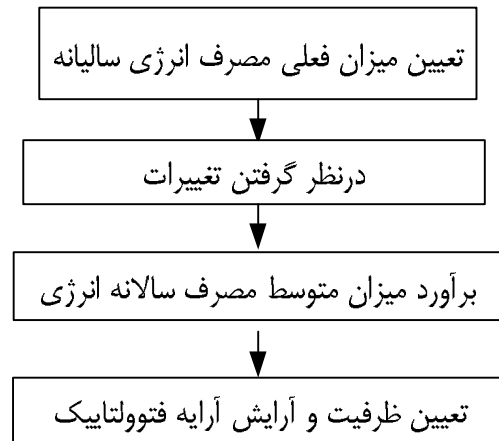 تعیین میزان فعلی مصرف انرژی سالیانه
درنظر گرفتن تغییرات
برآورد میزان متوسط مصرف سالانه انرژی
تعیین ظرفیت و آرایش آرایه فتوولتاییک